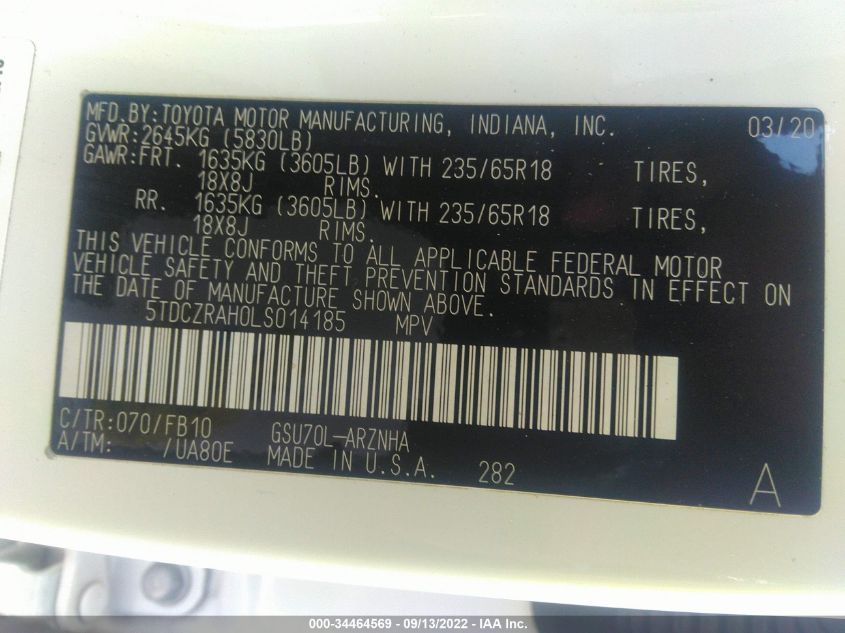 MFD.BY:TOYOTA MOTOR MANUFACTURING, INDIANA, INC. 03/20
GVWR:2645KG (5830LB)
GAWR:FRT. 1635KG (3605LB) WITH 235/65R18 TIRES,
18X8J RIMS.
RR. 1635KG (3605LB) WITH 235/65R18 TIRES,
18X8J RIMS.
THIS VEHICLE CONFORMS TO ALL APPLICABLE FEDERAL MOTOR
VEHICLE SAFETY AND THEFT PREVENTION STANDARDS IN EFFECT ON
THE DATE OF MANUFACTURE SHOWN ABOVE.
5TDCZRAH0LS014185 MPV
C/TR:070/FB10 GSU70L-ARZNHA
A/TM: /UA80E MADE IN U.S.A. 282
A
000-34464569 - 09/13/2022 - IAA Inc.